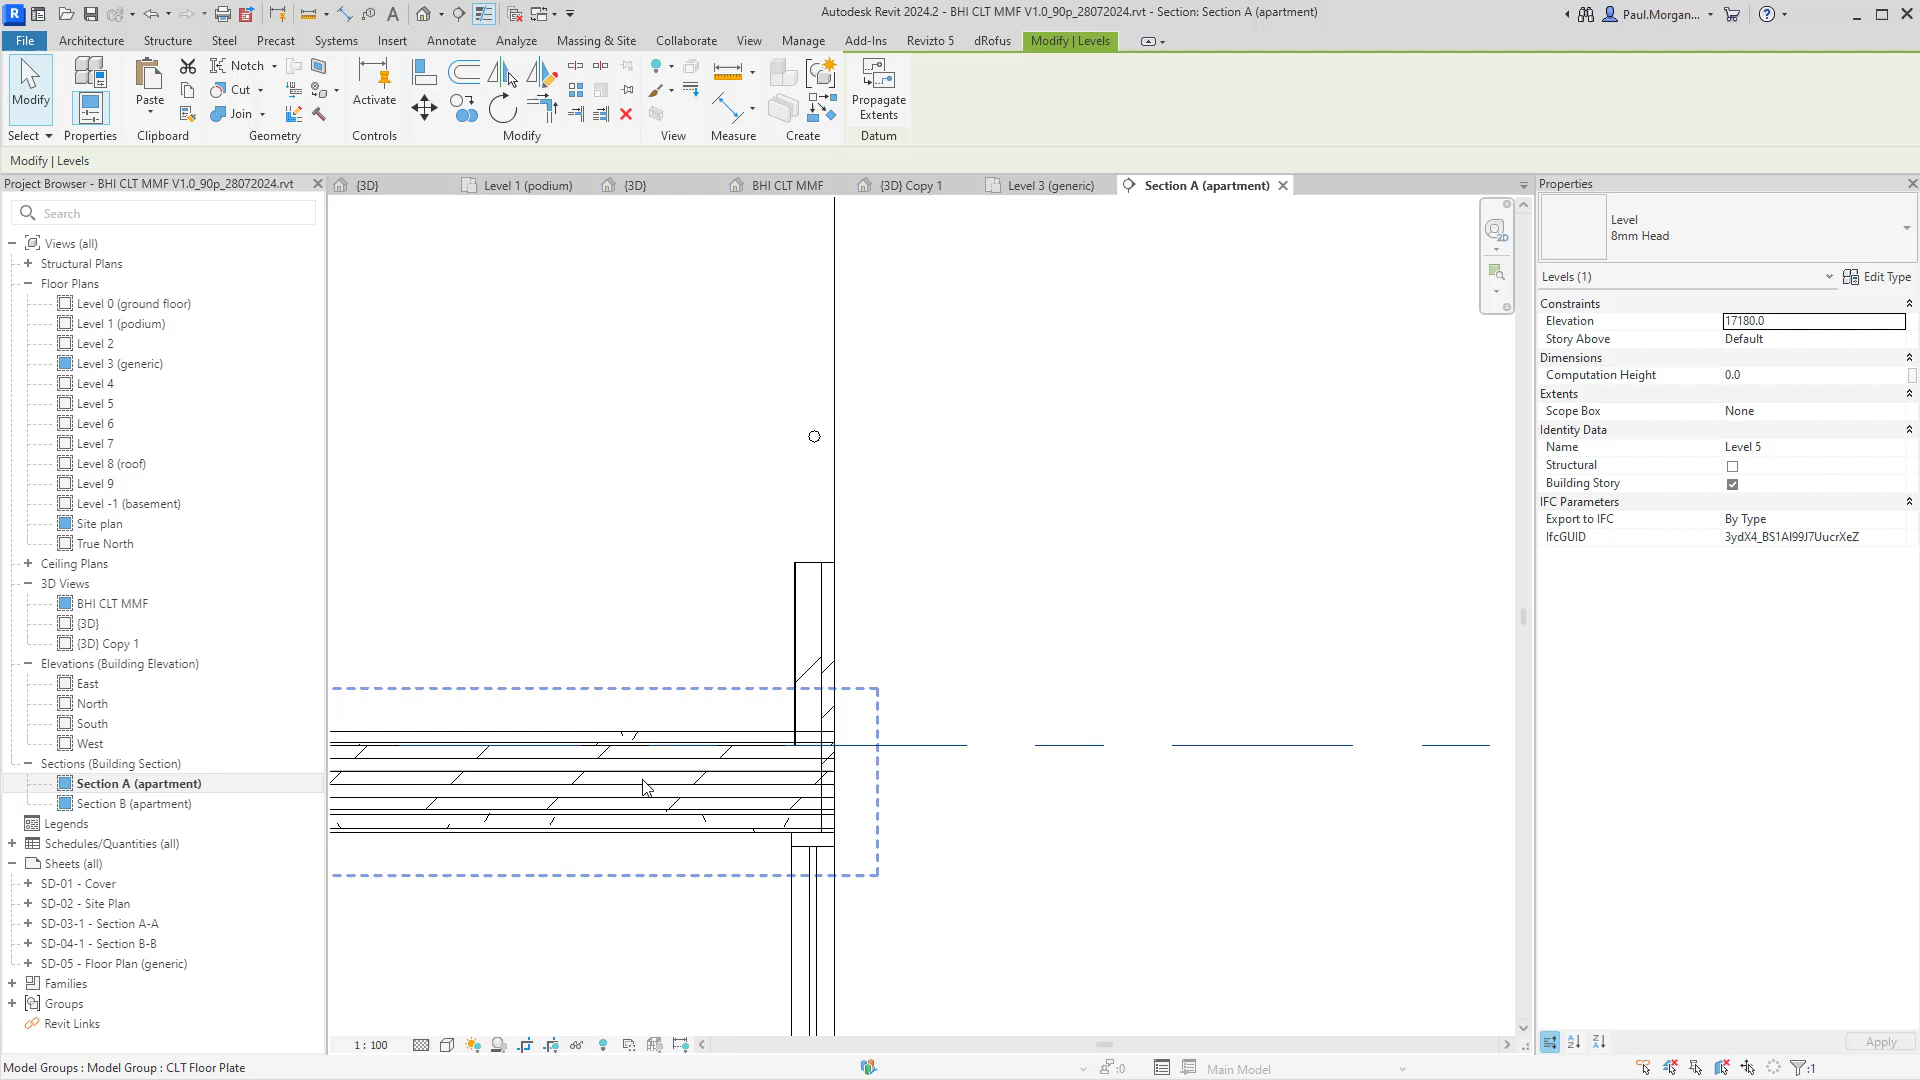 Autodesk Revit 2024.2 - BHI CLT MMF V1.0_90p_28072024.rvt - Section: Section A (apartment)
Paul.Morgan...
File
Architecture
Structure
Steel
Precast
Systems
Insert
Annotate
Analyze
Massing & Site
Collaborate
View
Manage
Add-Ins
Revizto 5
dRofus
Modify | Levels
Modify
Paste
Notch
Cut
Join
Activate
Propagate
Extents
Select
Properties
Clipboard
Geometry
Controls
Modify
View
Measure
Create
Datum
Modify | Levels
Project Browser - BHI CLT MMF V1.0_90p_28072024.rvt
Search
Views (all)
Structural Plans
Floor Plans
Level 0 (ground floor)
Level 1 (podium)
Level 2
Level 3 (generic)
Level 4
Level 5
Level 6
Level 7
Level 8 (roof)
Level 9
Level -1 (basement)
Site plan
True North
Ceiling Plans
3D Views
BHI CLT MMF
{3D}
{3D} Copy 1
Elevations (Building Elevation)
East
North
South
West
Sections (Building Section)
Section A (apartment)
Section B (apartment)
Legends
Schedules/Quantities (all)
Sheets (all)
SD-01 - Cover
SD-02 - Site Plan
SD-03-1 - Section A-A
SD-04-1 - Section B-B
SD-05 - Floor Plan (generic)
Families
Groups
Revit Links
{3D}
Level 1 (podium)
{3D}
BHI CLT MMF
{3D} Copy 1
Level 3 (generic)
Section A (apartment)
2D
1 : 100
Properties
Level
8mm Head
Levels (1)
Edit Type
Constraints
Elevation 17180.0
Story Above Default
Dimensions
Computation Height 0.0
Extents
Scope Box None
Identity Data
Name Level 5
Structural
Building Story
IFC Parameters
Export to IFC By Type
IfcGUID 3ydX4_BS1AI99J7UucrXeZ
Apply
Model Groups : Model Group : CLT Floor Plate
:0
Main Model
:1